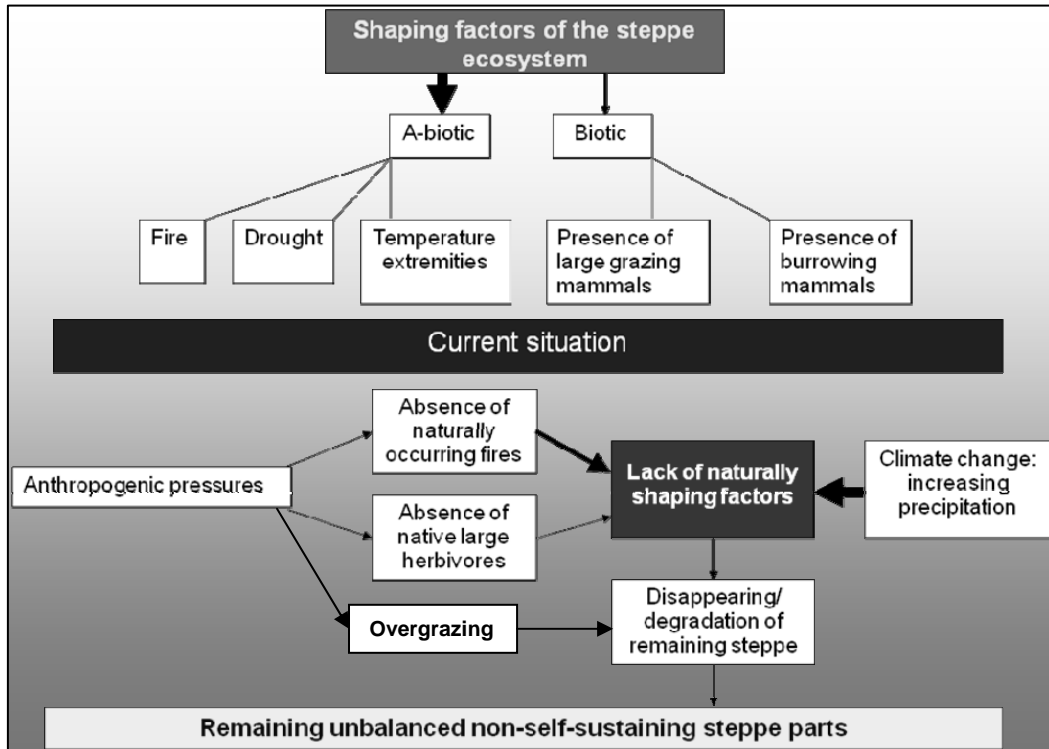 Shaping factors of the steppe
ecosystem
A-biotic
Biotic
Fire
Drought
Temperature
extremities
Presence of
large grazing
mammals
Presence of
burrowing
mammals
Current situation
Absence of
naturally
occurring fires
Anthropogenic pressures
Lack of naturally
shaping factors
Climate change:
increasing
precipitation
Absence of
native large
herbivores
Overgrazing
Disappearing/
degradation of
remaining steppe
Remaining unbalanced non-self-sustaining steppe parts